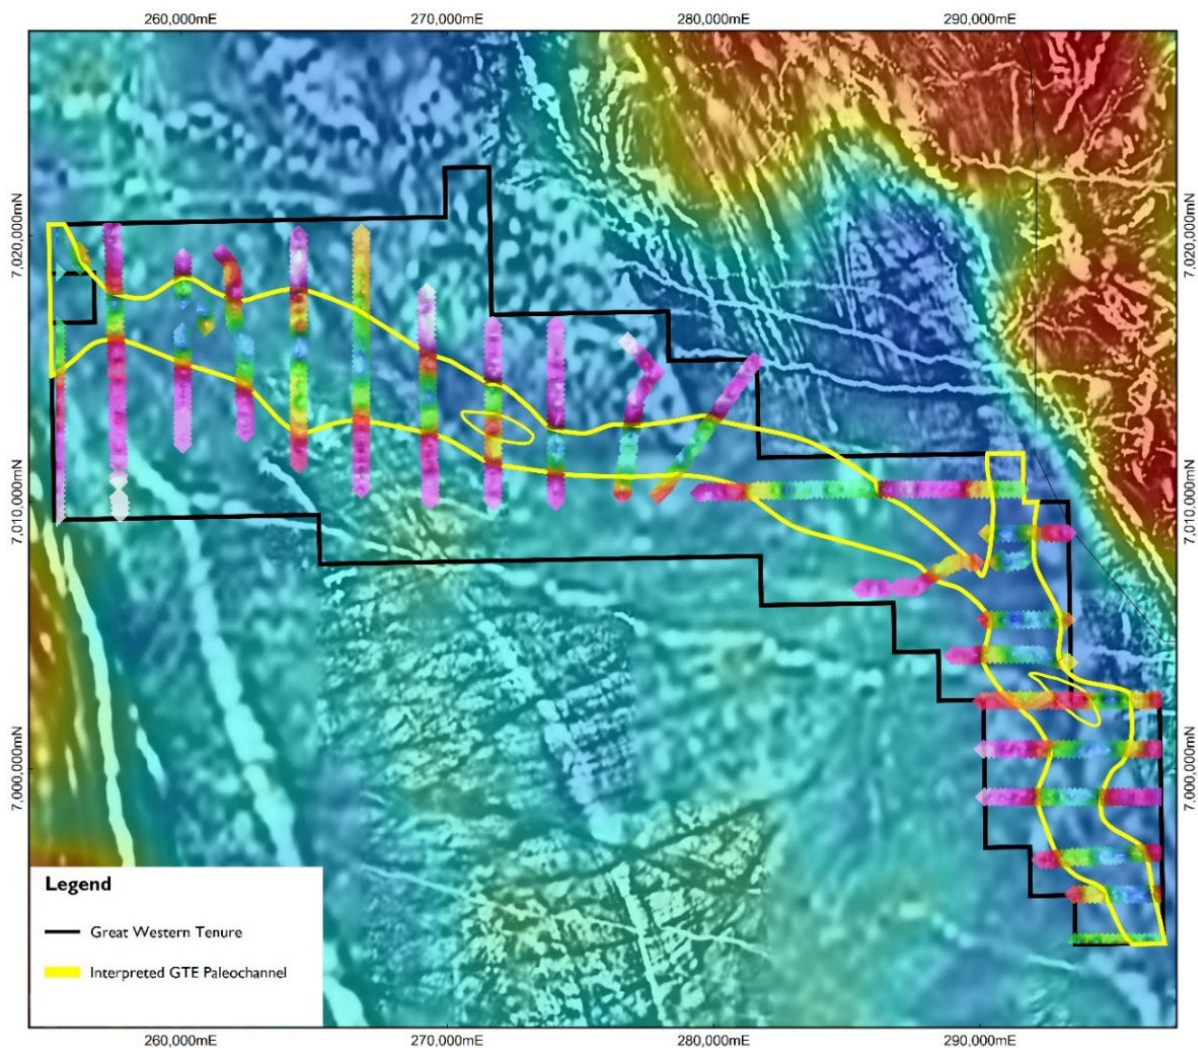 260,000mE
270,000mE
280,000mE
290,000mE
7,020,000mN
7,020,000mN
7,010,000mN
7,010,000mN
7,000,000mN
7,000,000mN
Legend
Great Western Tenure
Interpreted GTE Paleochannel
260,000mE
270,000mE
280,000mE
290,000mE